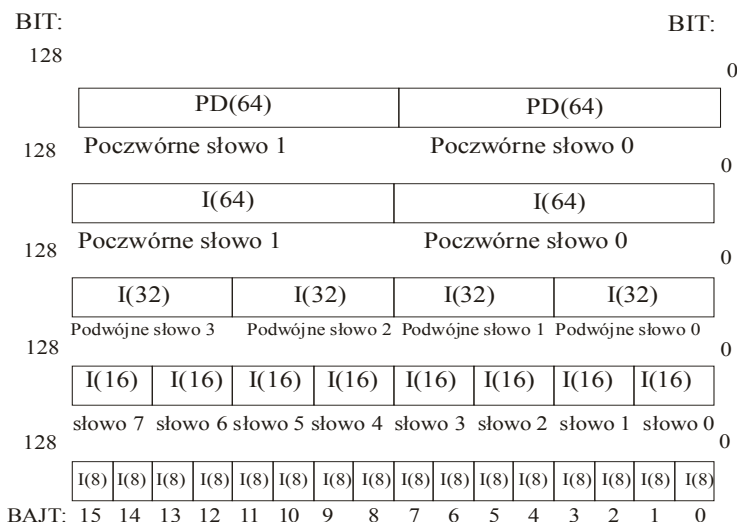 BIT: BIT:
128
0
PD(64) PD(64)
Poczwórne słowo 1 Poczwórne słowo 0
128
0
I(64) I(64)
Poczwórne słowo 1 Poczwórne słowo 0
128
0
I(32) I(32) I(32) I(32)
Podwójne słowo 3 Podwójne słowo 2 Podwójne słowo 1 Podwójne słowo 0
128
0
I(16) I(16) I(16) I(16) I(16) I(16) I(16) I(16)
słowo 7 słowo 6 słowo 5 słowo 4 słowo 3 słowo 2 słowo 1 słowo 0
128
0
I(8) I(8) I(8) I(8) I(8) I(8) I(8) I(8) I(8) I(8) I(8) I(8) I(8) I(8) I(8) I(8)
BAJT: 15 14 13 12 11 10 9 8 7 6 5 4 3 2 1 0